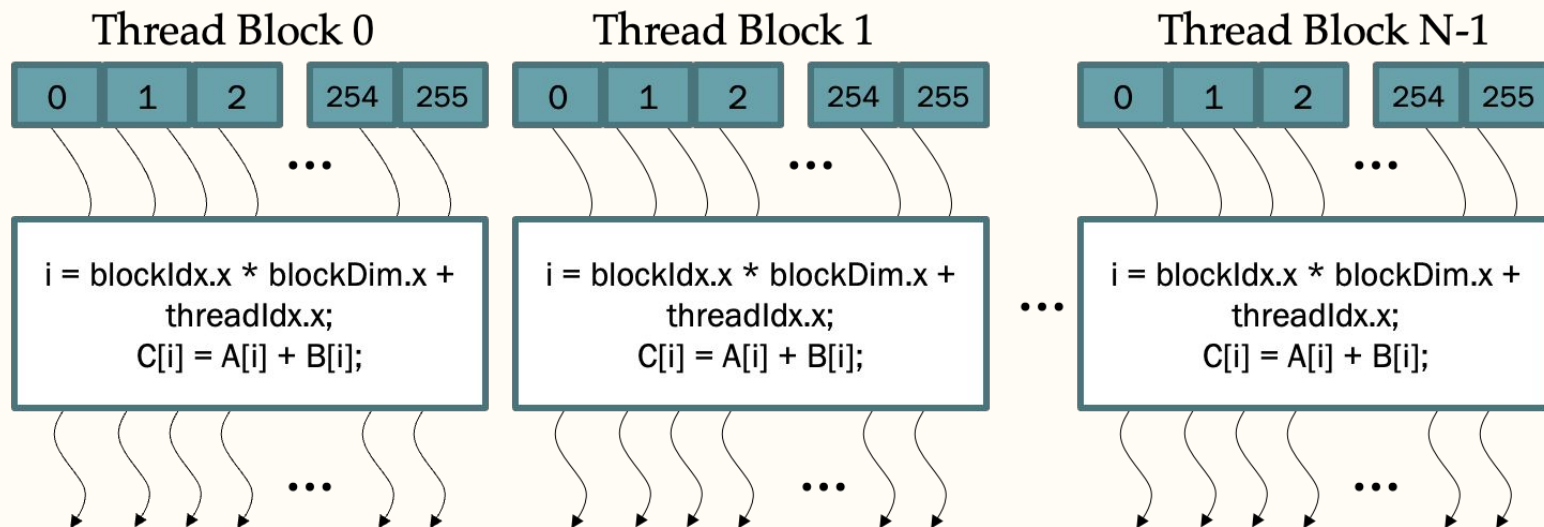 Thread Block 0
0 1 2 254 255
...
i = blockIdx.x * blockDim.x +
threadIdx.x;
C[i] = A[i] + B[i];
...
Thread Block 1
0 1 2 254 255
...
i = blockIdx.x * blockDim.x +
threadIdx.x;
C[i] = A[i] + B[i];
...
...
Thread Block N-1
0 1 2 254 255
...
i = blockIdx.x * blockDim.x +
threadIdx.x;
C[i] = A[i] + B[i];
...